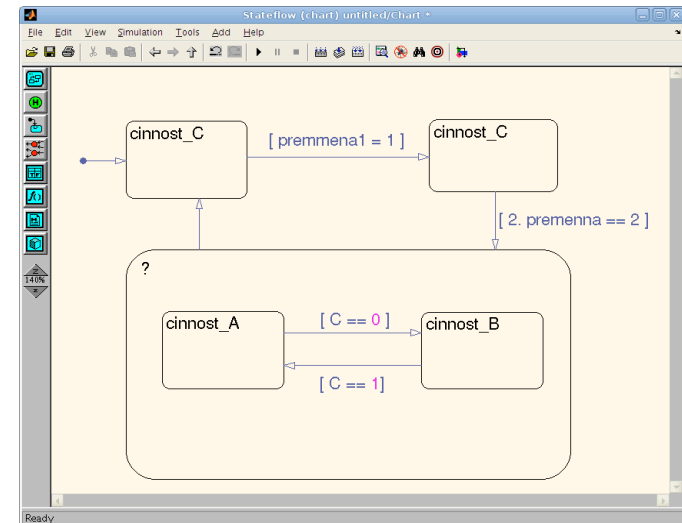 Stateflow (chart) untitled/Chart *
File Edit View Simulation Tools Add Help
cinnost_C
[ premmena1 = 1 ]
cinnost_C
[ 2. premenna == 2 ]
?
cinnost_A
[ C == 0 ]
cinnost_B
[ C == 1]
140%
Ready